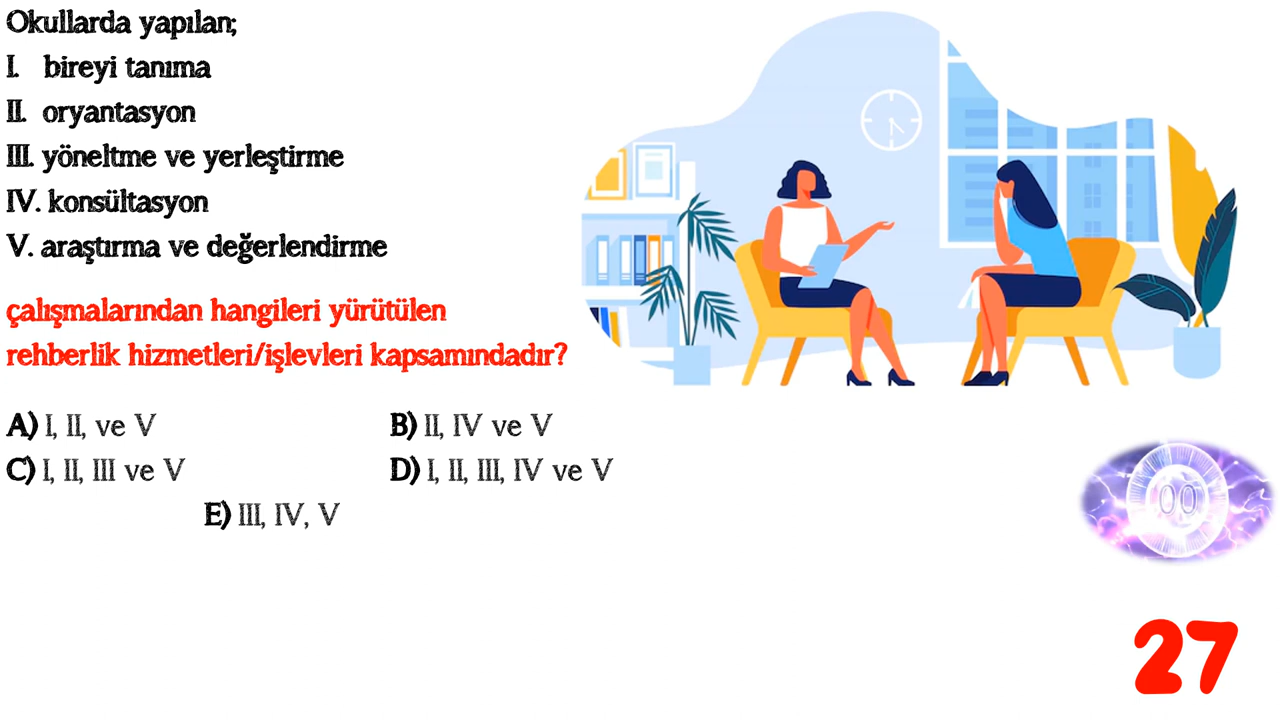 Okullarda yapılan;
I. bireyi tanıma
II. oryantasyon
III. yöneltme ve yerleştirme
IV. konsültasyon
V. araştırma ve değerlendirme
çalışmalarından hangileri yürütülen
rehberlik hizmetleri/işlevleri kapsamındadır?
A) I, II, ve V B) II, IV ve V
C) I, II, III ve V D) I, II, III, IV ve V
E) III, IV, V
00
27